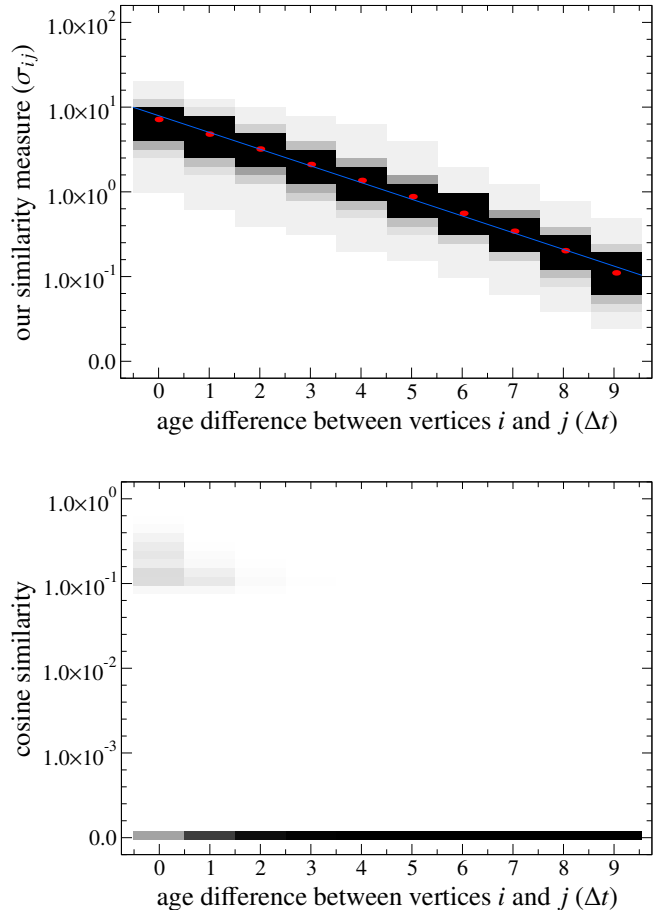 1.0×10²
1.0×10¹
1.0×10⁰
1.0×10⁻¹
0.0
our similarity measure (σᵢⱼ)
0 1 2 3 4 5 6 7 8 9
age difference between vertices i and j (Δt)
1.0×10⁰
1.0×10⁻¹
1.0×10⁻²
1.0×10⁻³
0.0
cosine similarity
0 1 2 3 4 5 6 7 8 9
age difference between vertices i and j (Δt)